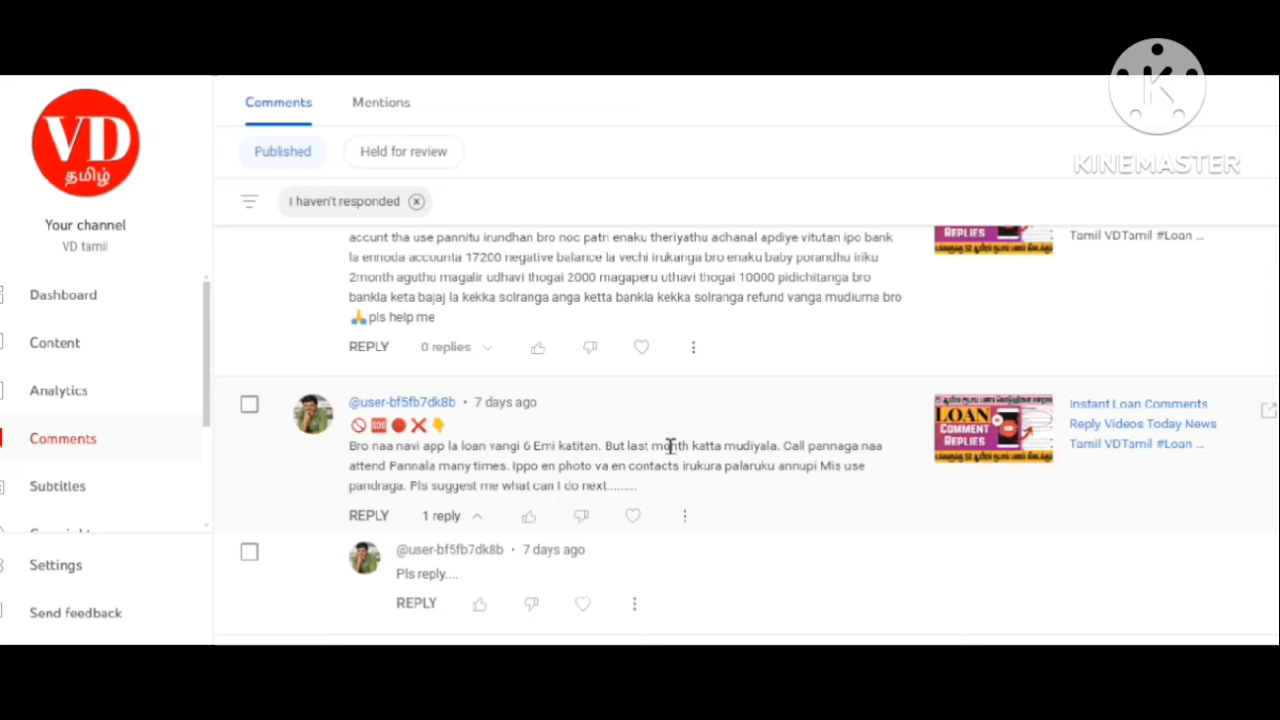 KINEMASTER
VD
தமிழ்
Your channel
VD tamil
Dashboard
Content
Analytics
Comments
Subtitles
Settings
Send feedback
Comments
Mentions
Published
Held for review
I haven't responded
accunt tha use pannitu irundhan bro noc patri enaku theriyathu adhanal apdiye vitutan ipo bank
la ennoda accounta 17200 negative balance la vechi irukanga bro enaku baby porandhu iriku
2month aguthu magalir udhavi thogai 2000 magaperu uthavi thogai 10000 pidichitanga bro
bankla keta bajaj la kekka solranga anga ketta bankla kekka solranga refund vanga mudiuma bro
🙏pls help me
REPLY
0 replies
REPLIES
Tamil VDTamil #Loan ...
@user-bf5fb7dk8b • 7 days ago
🚫🆘🔴❌👇
Bro naa navi app la loan vangi 6 Emi katitan. But last month katta mudiyala. Call pannaga naa
attend Pannala many times. Ippo en photo va en contacts irukura palaruku annupi Mis use
pandraga. Pls suggest me what can I do next........
REPLY
1 reply
LOAN
COMMENT
REPLIES
Instant Loan Comments
Reply Videos Today News
Tamil VDTamil #Loan ...
@user-bf5fb7dk8b • 7 days ago
Pls reply....
REPLY